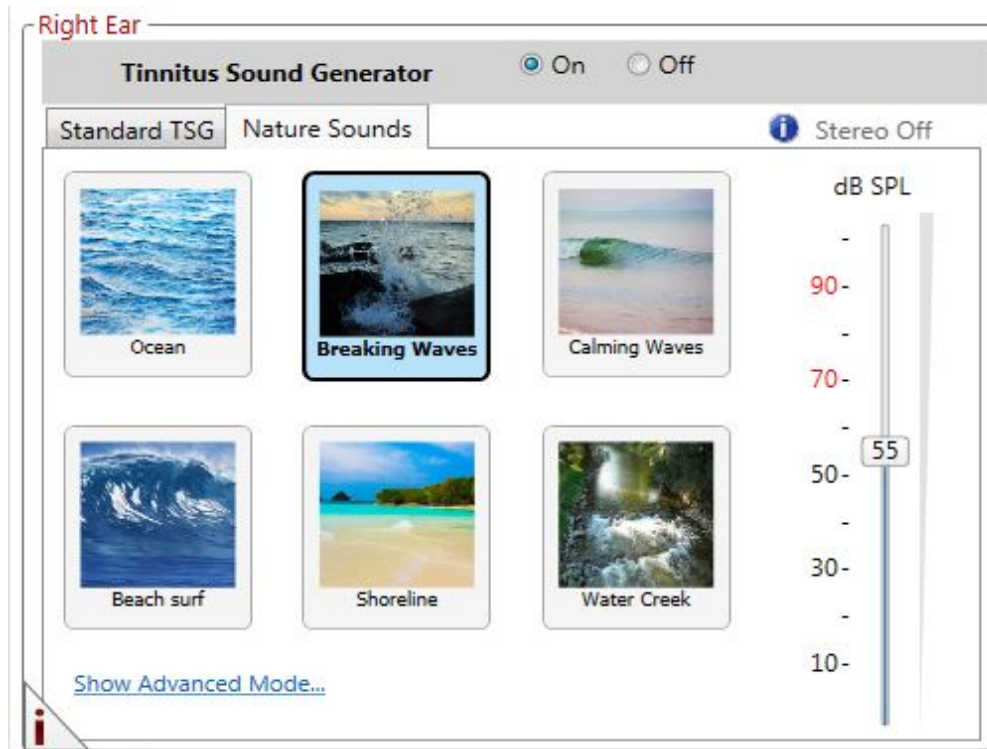 Right Ear
Tinnitus Sound Generator
On
Off
Standard TSG
Nature Sounds
i
Stereo Off
Ocean
Breaking Waves
Calming Waves
dB SPL
90-
70-
55
50-
30-
10-
Beach surf
Shoreline
Water Creek
Show Advanced Mode...
i